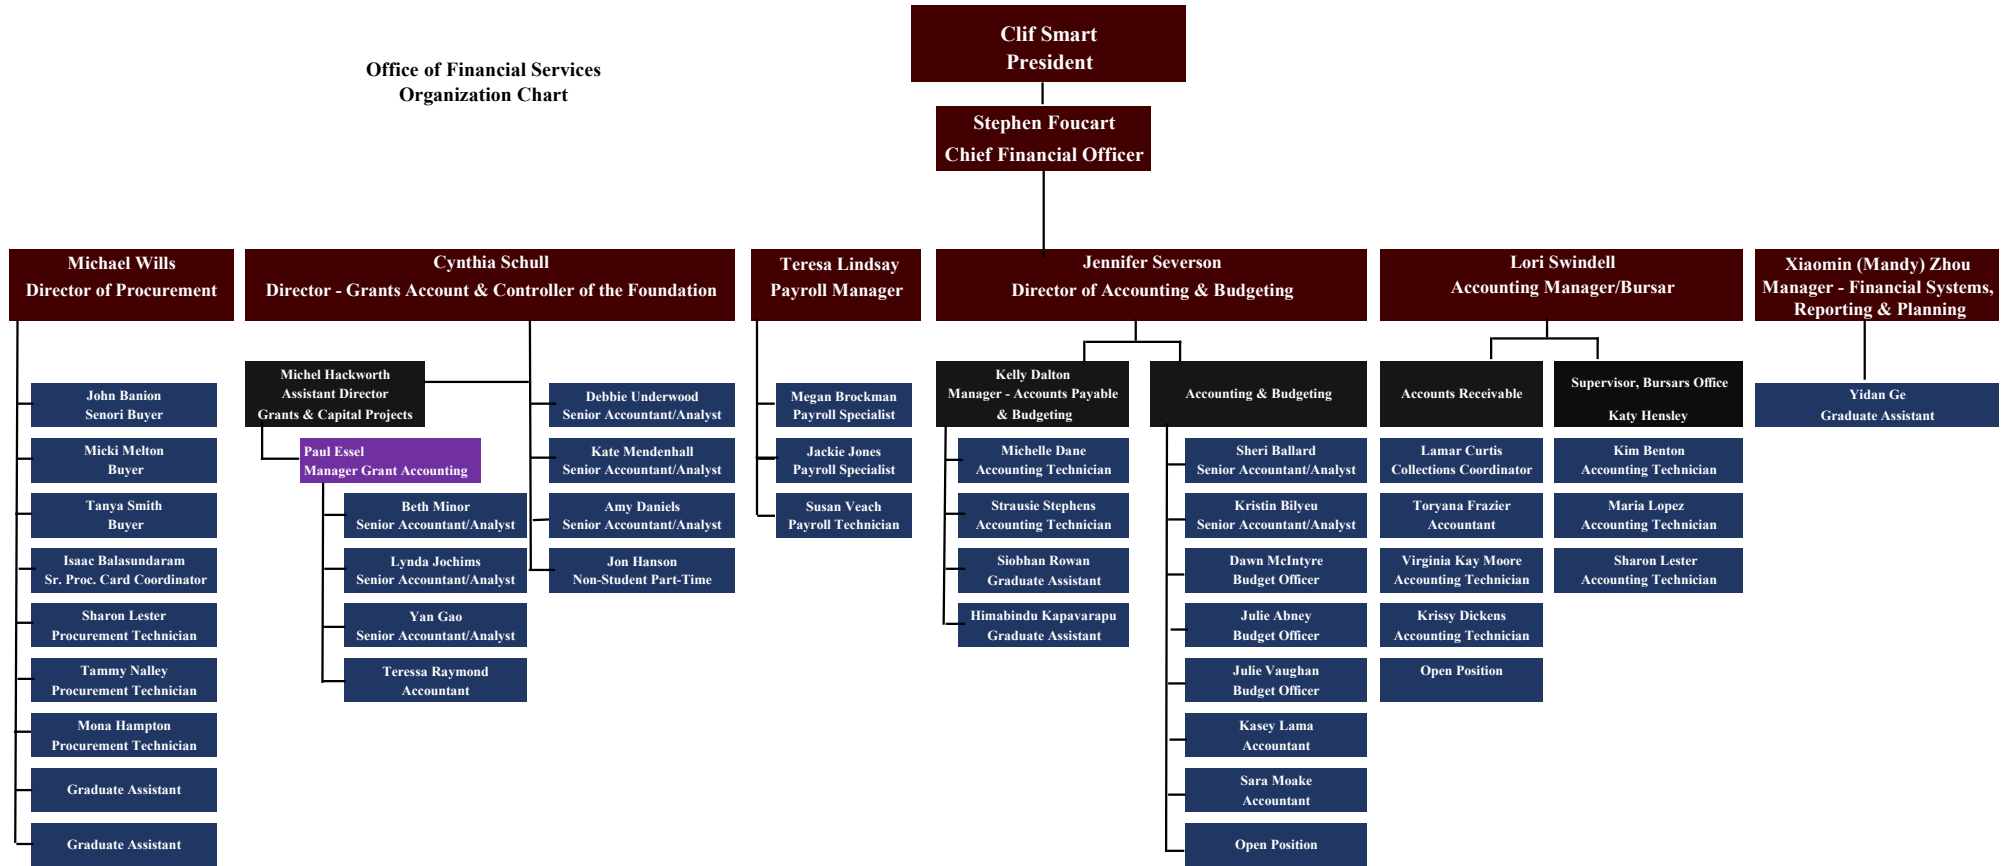 Clif Smart
President
Office of Financial Services
Organization Chart
Stephen Foucart
Chief Financial Officer
Michael Wills
Director of Procurement
John Banion
Senori Buyer
Micki Melton
Buyer
Tanya Smith
Buyer
Isaac Balasundaram
Sr. Proc. Card Coordinator
Sharon Lester
Procurement Technician
Tammy Nalley
Procurement Technician
Mona Hampton
Procurement Technician
Graduate Assistant
Graduate Assistant
Cynthia Schull
Director - Grants Account & Controller of the Foundation
Michel Hackworth
Assistant Director
Grants & Capital Projects
Paul Essel
Manager Grant Accounting
Beth Minor
Senior Accountant/Analyst
Lynda Jochims
Senior Accountant/Analyst
Yan Gao
Senior Accountant/Analyst
Teressa Raymond
Accountant
Debbie Underwood
Senior Accountant/Analyst
Kate Mendenhall
Senior Accountant/Analyst
Amy Daniels
Senior Accountant/Analyst
Jon Hanson
Non-Student Part-Time
Teresa Lindsay
Payroll Manager
Megan Brockman
Payroll Specialist
Jackie Jones
Payroll Specialist
Susan Veach
Payroll Technician
Jennifer Severson
Director of Accounting & Budgeting
Kelly Dalton
Manager - Accounts Payable
& Budgeting
Michelle Dane
Accounting Technician
Strausie Stephens
Accounting Technician
Siobhan Rowan
Graduate Assistant
Himabindu Kapavarapu
Graduate Assistant
Accounting & Budgeting
Sheri Ballard
Senior Accountant/Analyst
Kristin Bilyeu
Senior Accountant/Analyst
Dawn McIntyre
Budget Officer
Julie Abney
Budget Officer
Julie Vaughan
Budget Officer
Kasey Lama
Accountant
Sara Moake
Accountant
Open Position
Lori Swindell
Accounting Manager/Bursar
Accounts Receivable
Lamar Curtis
Collections Coordinator
Toryana Frazier
Accountant
Virginia Kay Moore
Accounting Technician
Krissy Dickens
Accounting Technician
Open Position
Supervisor, Bursars Office
Katy Hensley
Kim Benton
Accounting Technician
Maria Lopez
Accounting Technician
Sharon Lester
Accounting Technician
Xiaomin (Mandy) Zhou
Manager - Financial Systems,
Reporting & Planning
Yidan Ge
Graduate Assistant